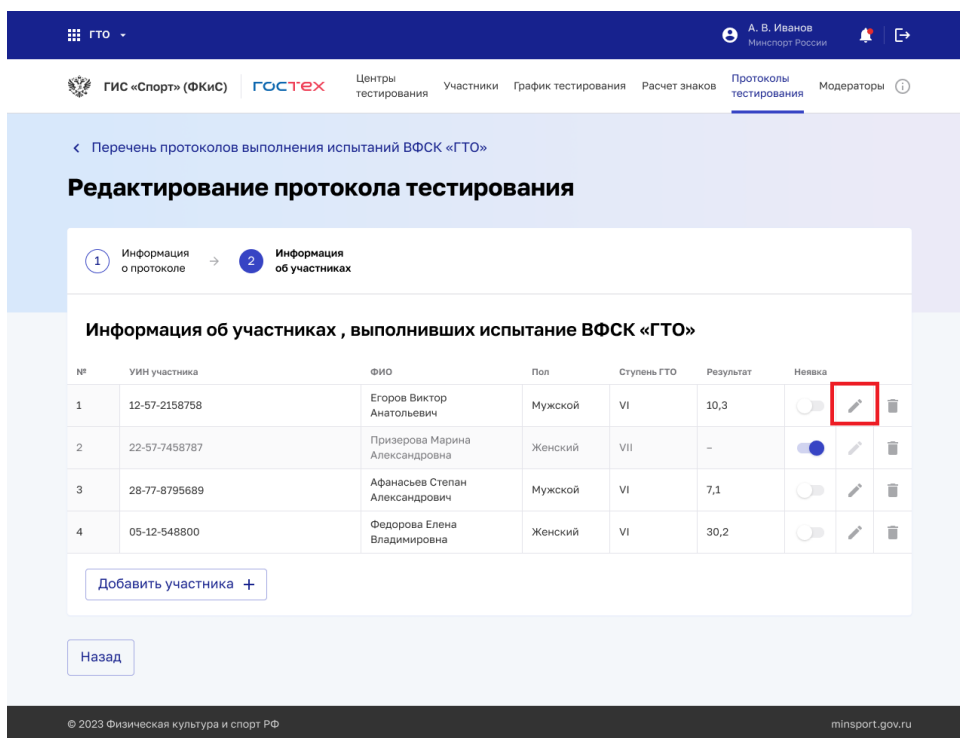 ГТО
А. В. Иванов
Минспорт России
ГИС «Спорт» (ФКиС)
ГОСТЕХ
Центры
тестирования
Участники
График тестирования
Расчет знаков
Протоколы
тестирования
Модераторы
Перечень протоколов выполнения испытаний ВФСК «ГТО»
Редактирование протокола тестирования
1 Информация
о протоколе
2 Информация
об участниках
Информация об участниках , выполнивших испытание ВФСК «ГТО»
№ УИН участника ФИО Пол Ступень ГТО Результат Неявка
1 12-57-2158758 Егоров Виктор
Анатольевич Мужской VI 10,3
2 22-57-7458787 Призерова Марина
Александровна Женский VII –
3 28-77-8795689 Афанасьев Степан
Александрович Мужской VI 7,1
4 05-12-548800 Федорова Елена
Владимировна Женский VI 30,2
Добавить участника +
Назад
© 2023 Физическая культура и спорт РФ
minsport.gov.ru